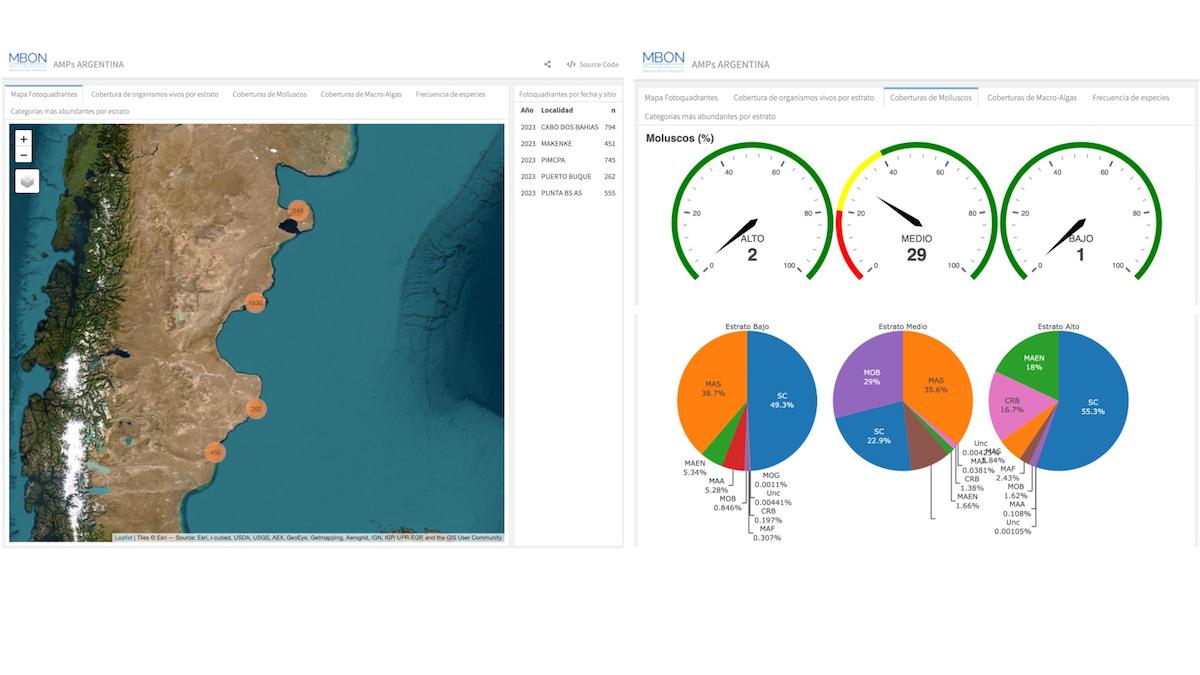 MBON
AMPs ARGENTINA
Source Code
Mapa Fotoquadrantes
Cobertura de organismos vivos por estrato
Coberturas de Moluscos
Coberturas de Macro-Algas
Frecuencia de especies
Categorias más abundantes por estrato
+
−
1530
262
450
Leaflet | Tiles © Esri — Source: Esri, i-cubed, USDA, USGS, AEX, GeoEye, Getmapping, Aerogrid, IGN, IGP, UPR-EGP, and the GIS User Community
Fotoquadrantes por fecha y sitio
Año Localidad n
2023 CABO DOS BAHIAS 794
2023 MAKENKE 451
2023 PIMCPA 745
2023 PUERTO BUQUE 262
2023 PUNTA BS AS 555
MBON
AMPs ARGENTINA
Mapa Fotoquadrantes
Cobertura de organismos vivos por estrato
Coberturas de Molluscos
Coberturas de Macro-Algas
Frecuencia de especies
Categorias más abundantes por estrato
Moluscos (%)
0 20 40 60 80 100
ALTO
2
0 20 40 60 80 100
MEDIO
29
0 20 40 60 80 100
BAJO
1
Estrato Bajo
MAS
38.7%
SC
49.3%
MAEN
5.34%
MAA
5.28%
MOB
0.846%
MOG
0.0011%
Unc
0.00441%
CRB
0.197%
MAF
0.307%
Estrato Medio
MOB
29%
MAS
35.6%
SC
22.9%
Unc
0.0381%
CRB
1.38%
MAEN
1.66%
Estrato Alto
MAEN
18%
CRB
16.7%
SC
55.3%
MAS
MAF
2.43%
MOB
1.62%
MAA
0.108%
Unc
0.00105%